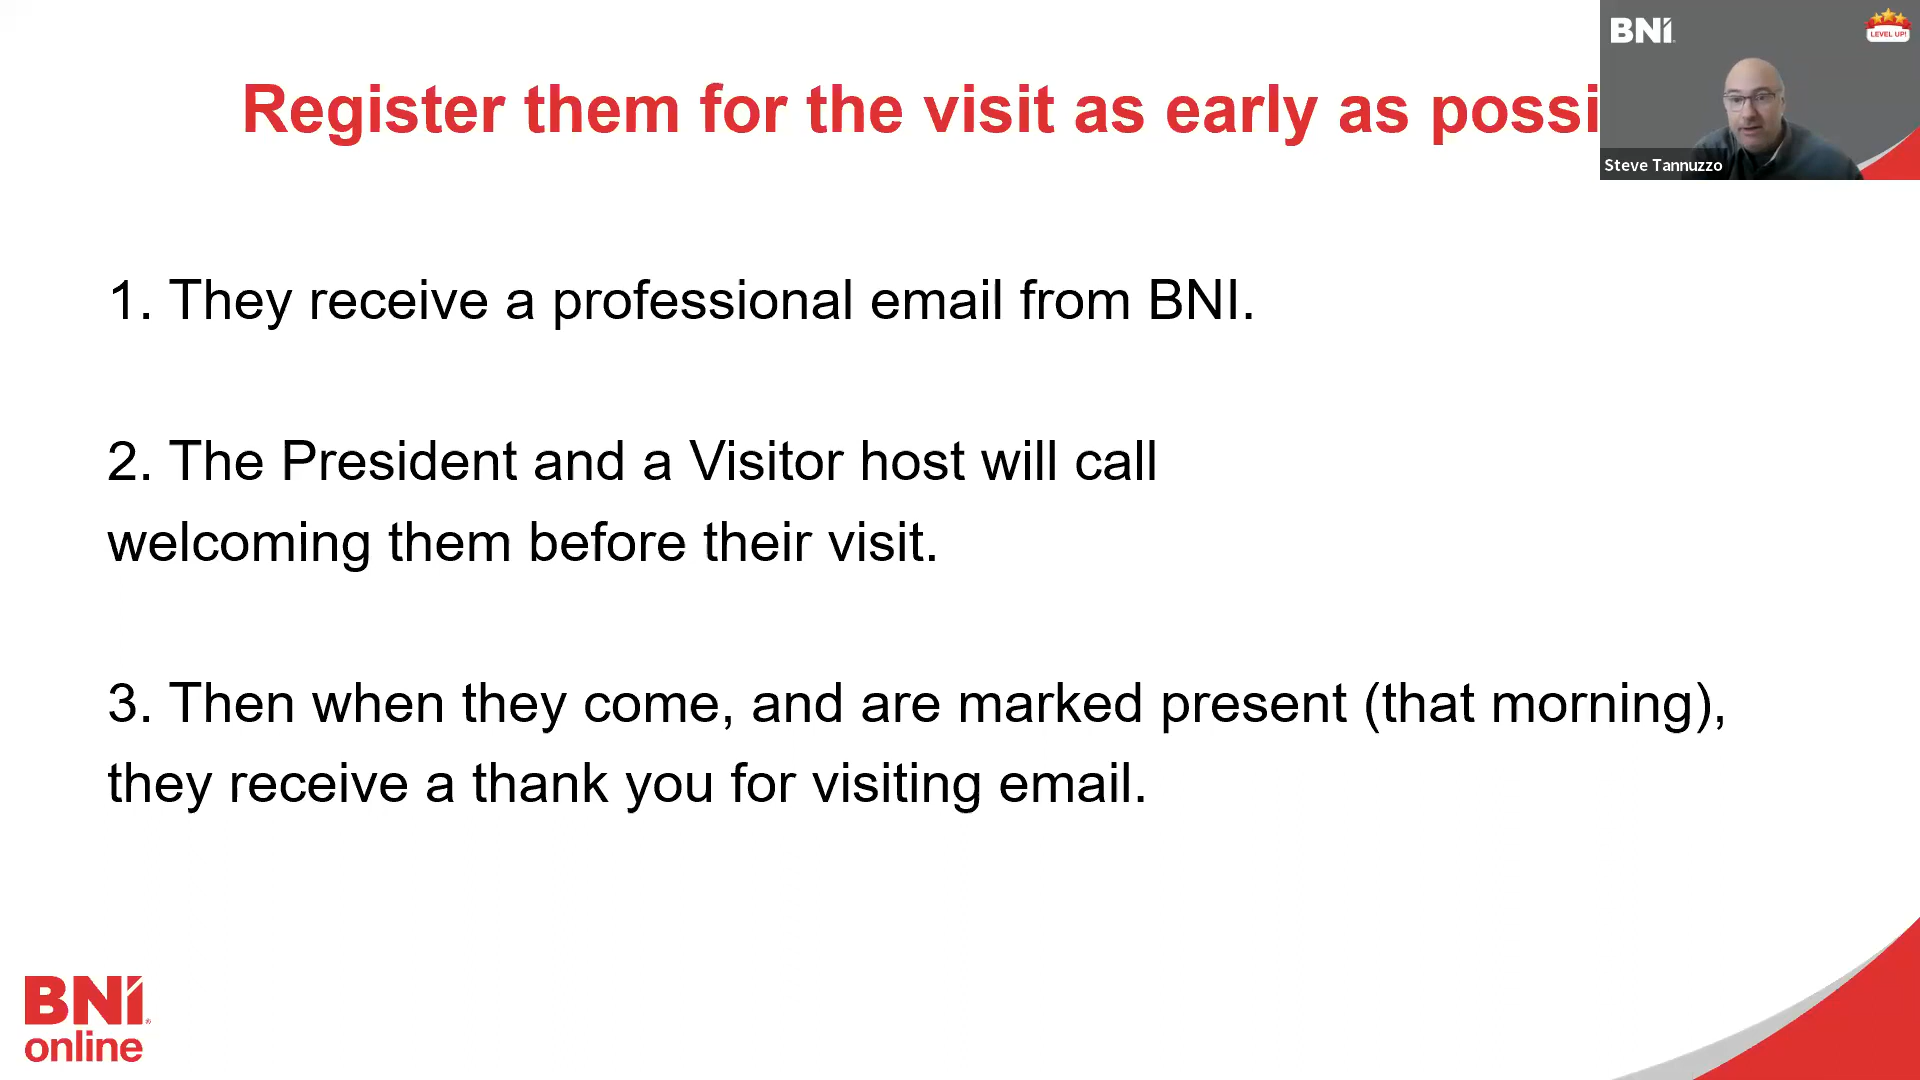 BNI
LEVEL UP!
Register them for the visit as early as possi
Steve Tannuzzo
1. They receive a professional email from BNI.
2. The President and a Visitor host will call
welcoming them before their visit.
3. Then when they come, and are marked present (that morning),
they receive a thank you for visiting email.
BNI®
online